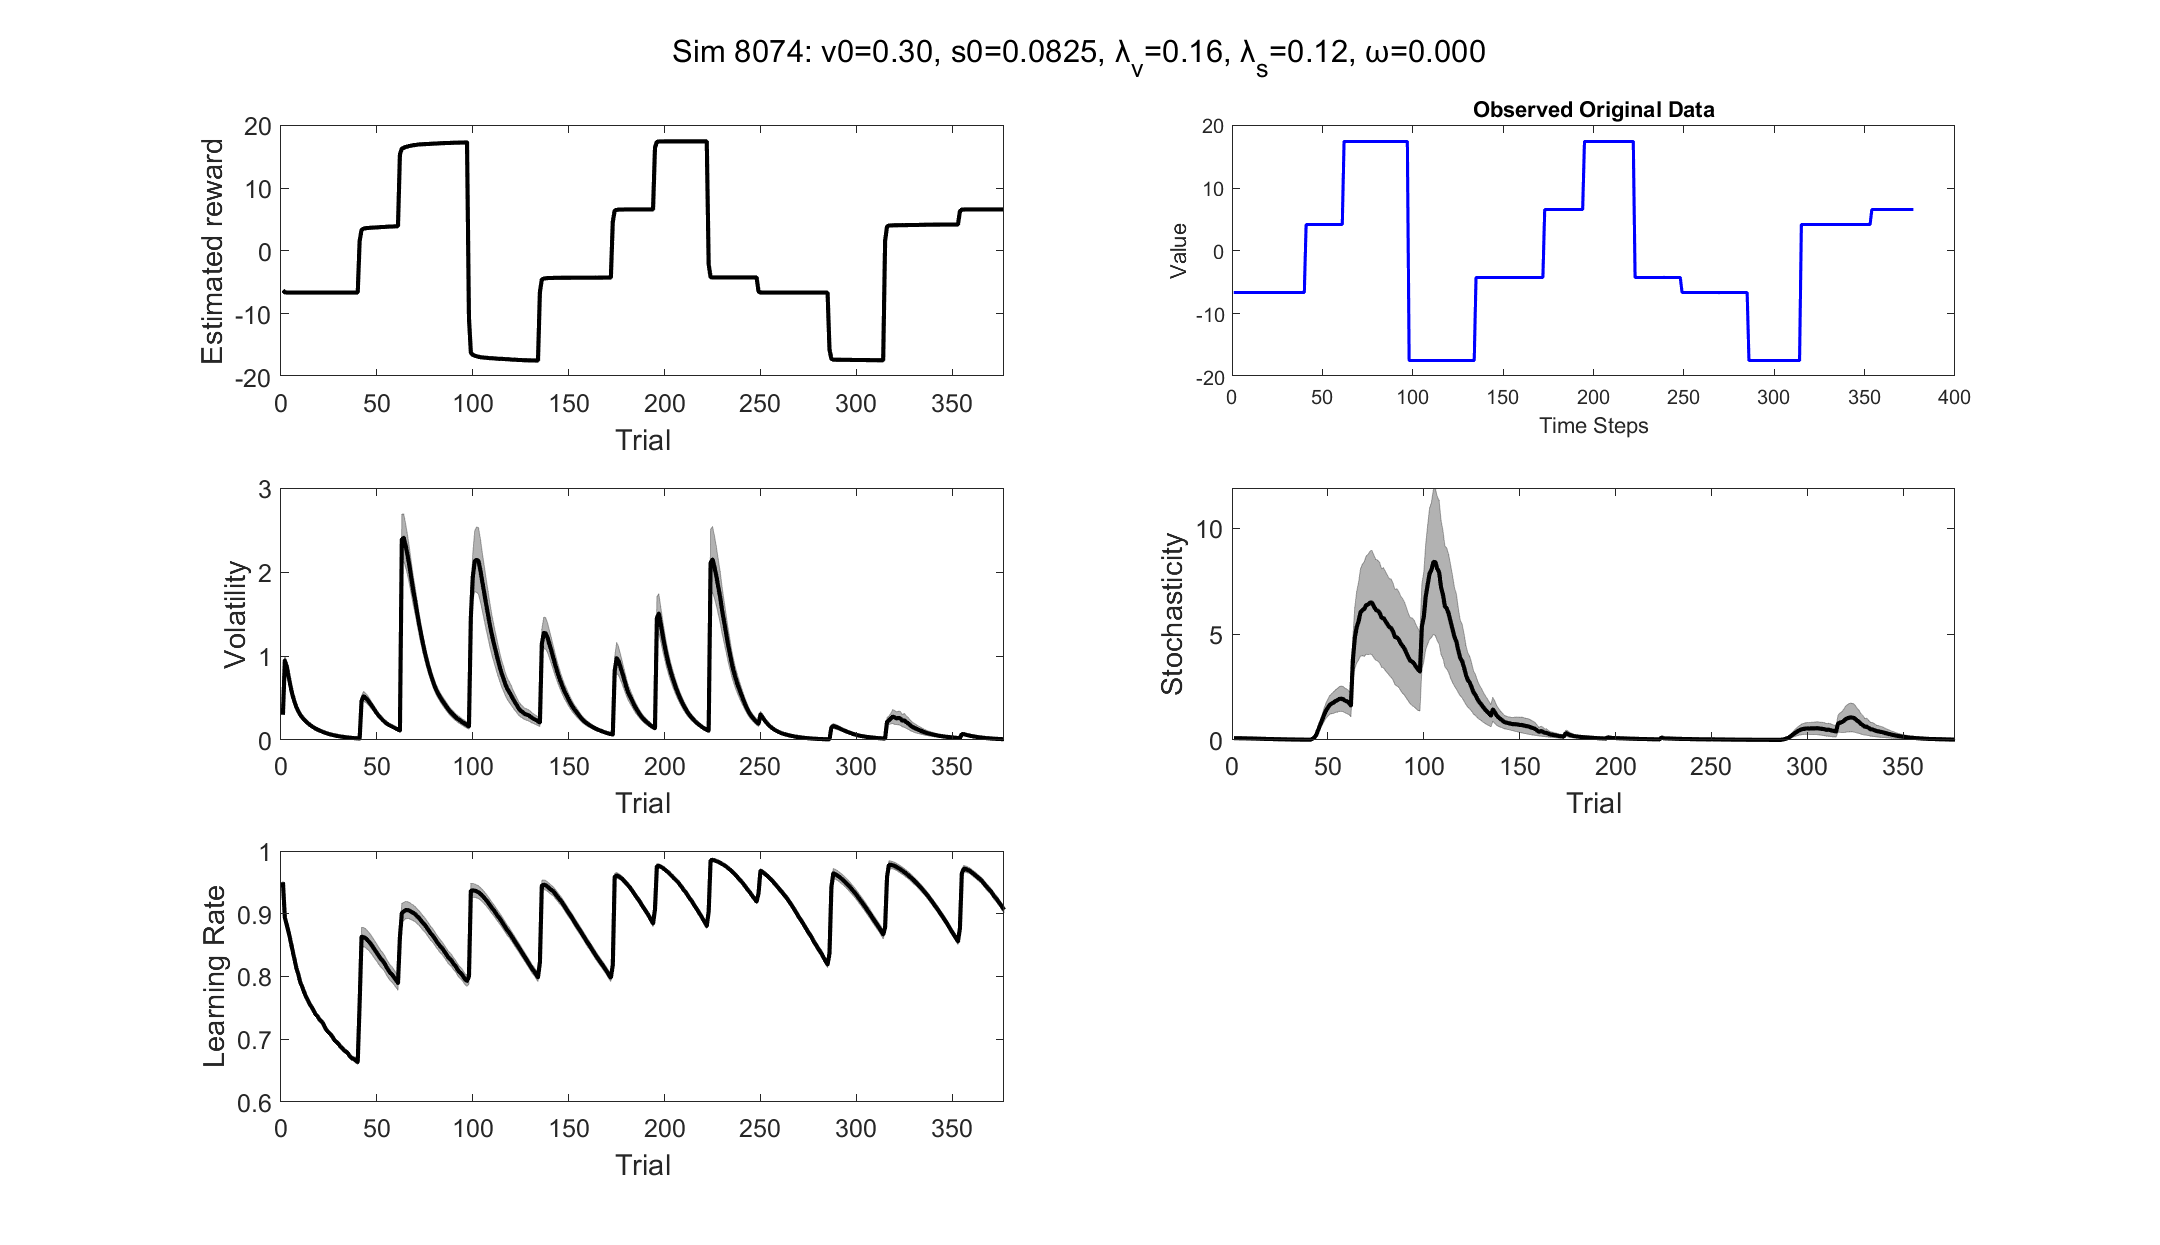 Sim 8074: v0=0.30, s0=0.0825, λ_v=0.16, λ_s=0.12, ω=0.000
Estimated reward
20
10
0
-10
-20
0 50 100 150 200 250 300 350
Trial
Observed Original Data
Value
20
10
0
-10
-20
0 50 100 150 200 250 300 350 400
Time Steps
Volatility
3
2
1
0
0 50 100 150 200 250 300 350
Trial
Stochasticity
10
5
0
0 50 100 150 200 250 300 350
Trial
Learning Rate
1
0.9
0.8
0.7
0.6
0 50 100 150 200 250 300 350
Trial